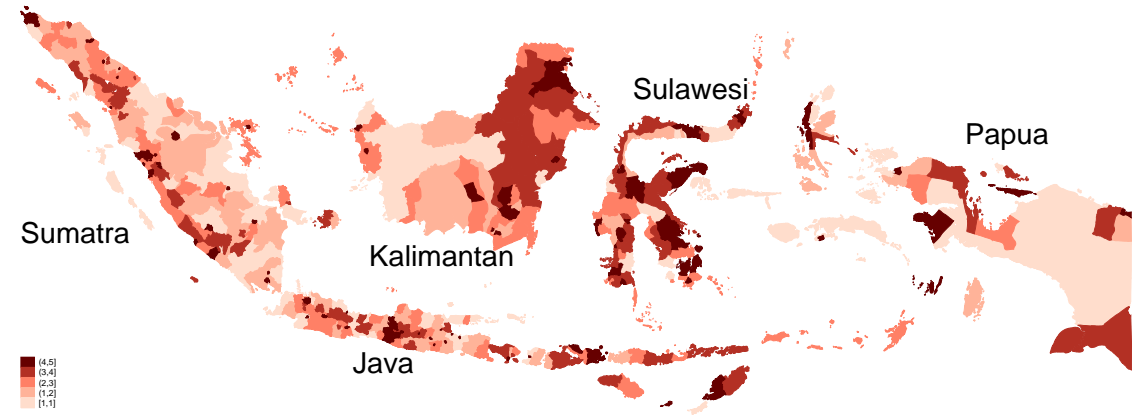 Sulawesi
Papua
Sumatra
Kalimantan
Java
(4,5]
(3,4]
(2,3]
(1,2]
[1,1]